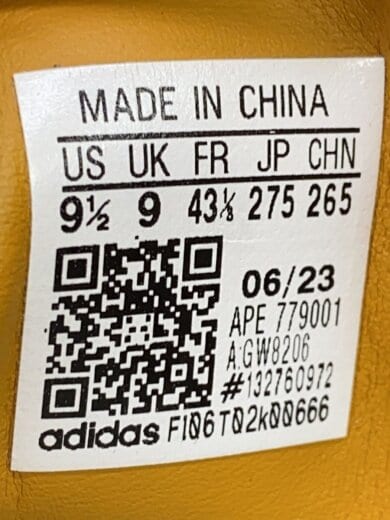 MADE IN CHINA
US UK FR JP CHN
9½ 9 43⅓ 275 265
06/23
APE 779001
A:GW8206
#132760972
adidas FI06T02k00666